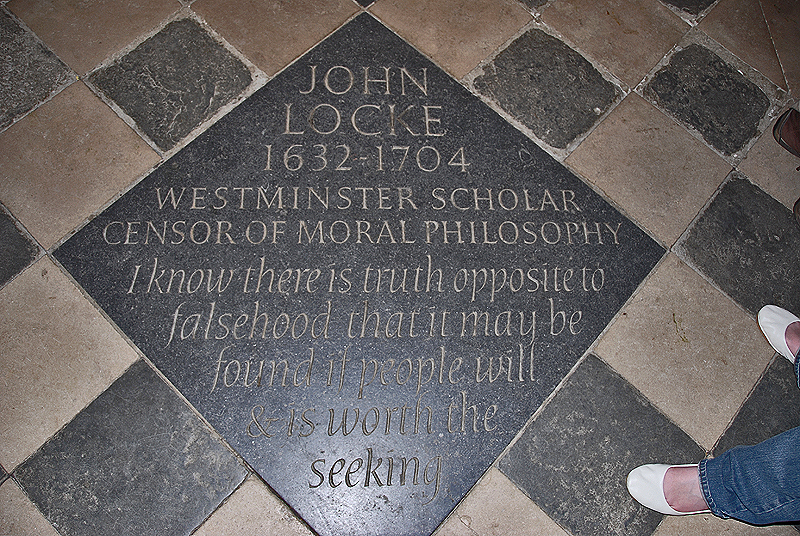 JOHN
LOCKE
1632-1704
WESTMINSTER SCHOLAR
CENSOR OF MORAL PHILOSOPHY
I know there is truth opposite to
falsehood that it may be
found if people will
& is worth the
seeking